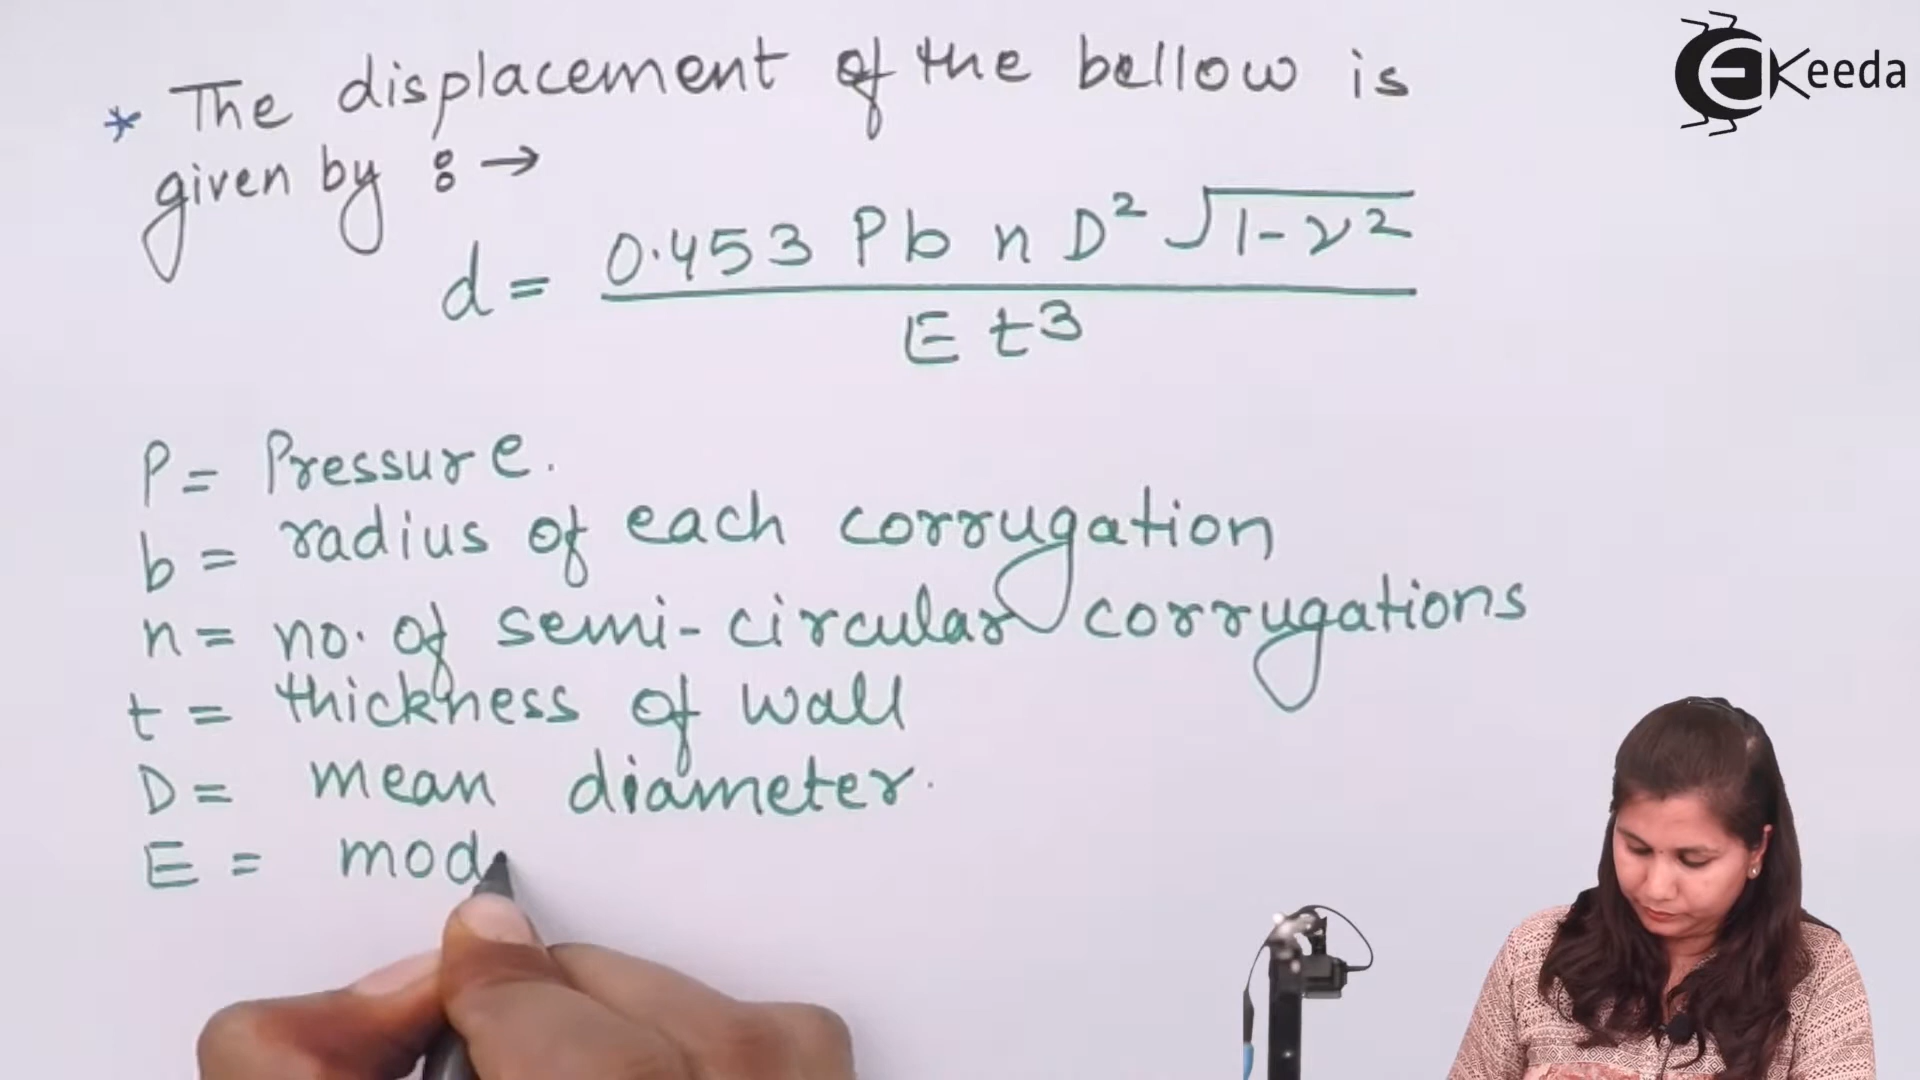 * The displacement of the bellow is
given by :→
d = 0.453 P b n D² √1-ν²
E t³
P = Pressure.
b = radius of each corrugation
n = no. of semi-circular corrugations
t = thickness of wall
D = mean diameter.
E = mod
EKeeda